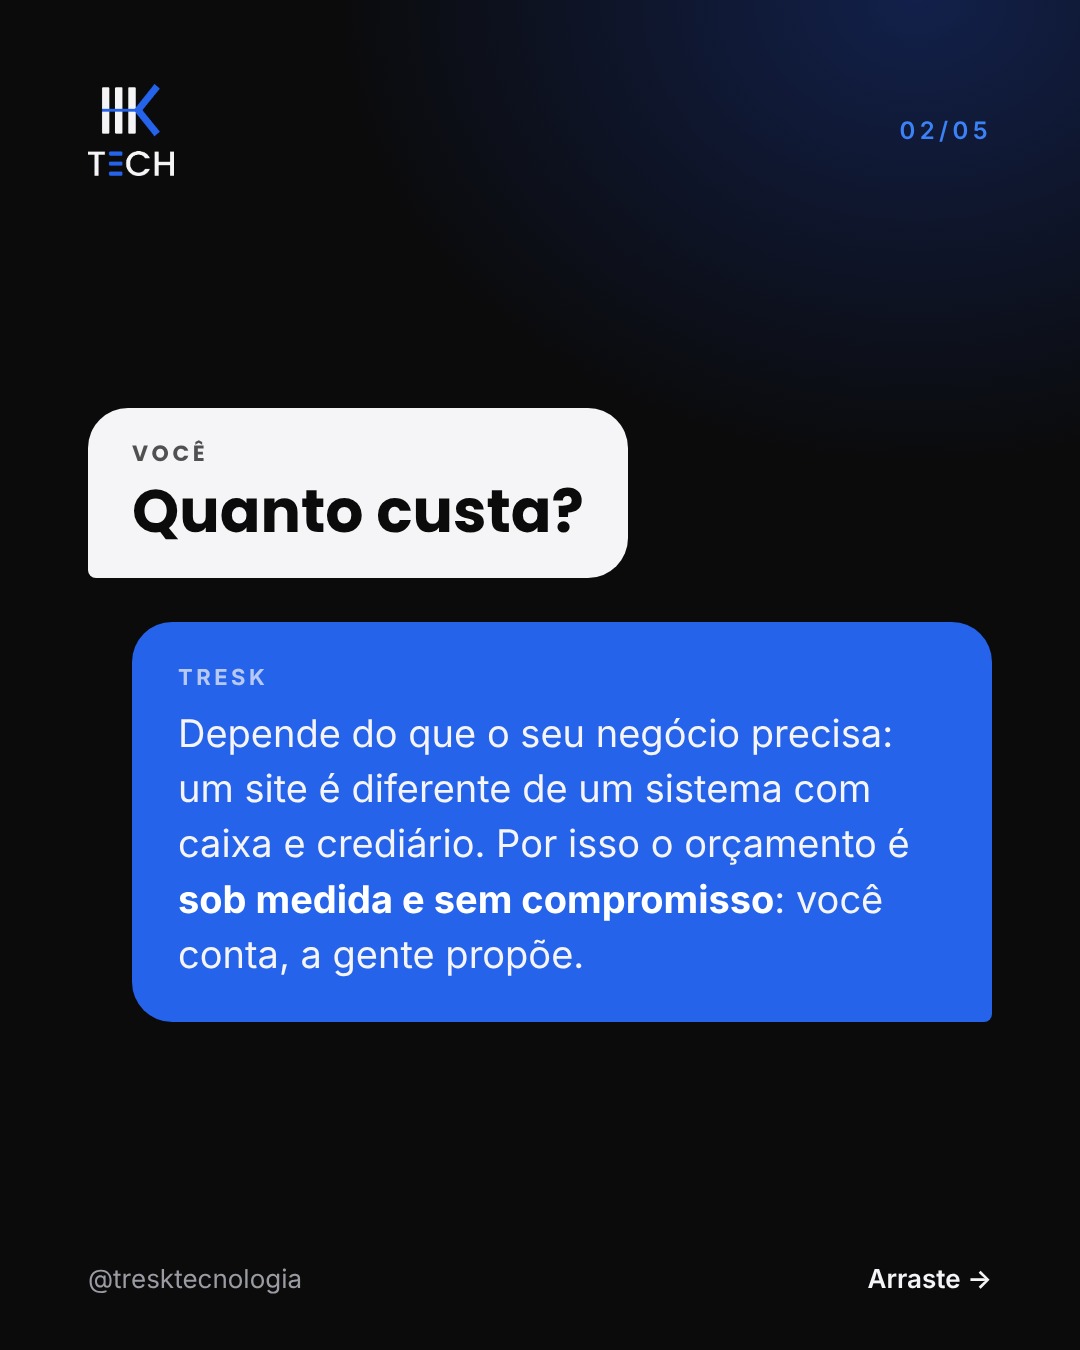 TECH
02/05
VOCÊ
Quanto custa?
TRESK
Depende do que o seu negócio precisa:
um site é diferente de um sistema com
caixa e crediário. Por isso o orçamento é
sob medida e sem compromisso: você
conta, a gente propõe.
@tresktecnologia
Arraste →